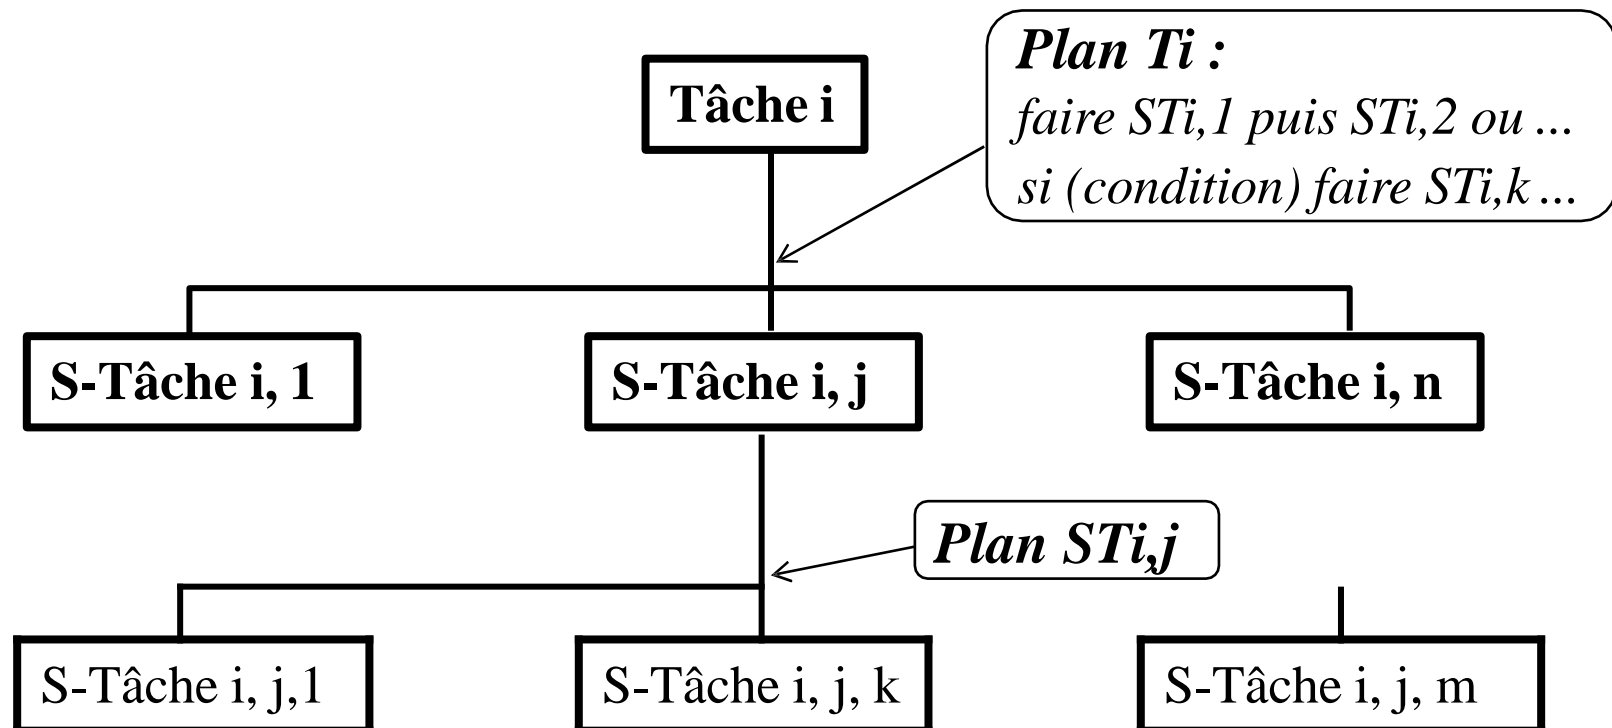 Tâche i
Plan Ti :
faire STi,1 puis STi,2 ou ...
si (condition) faire STi,k ...
S-Tâche i, 1
S-Tâche i, j
S-Tâche i, n
Plan STi,j
S-Tâche i, j,1
S-Tâche i, j, k
S-Tâche i, j, m